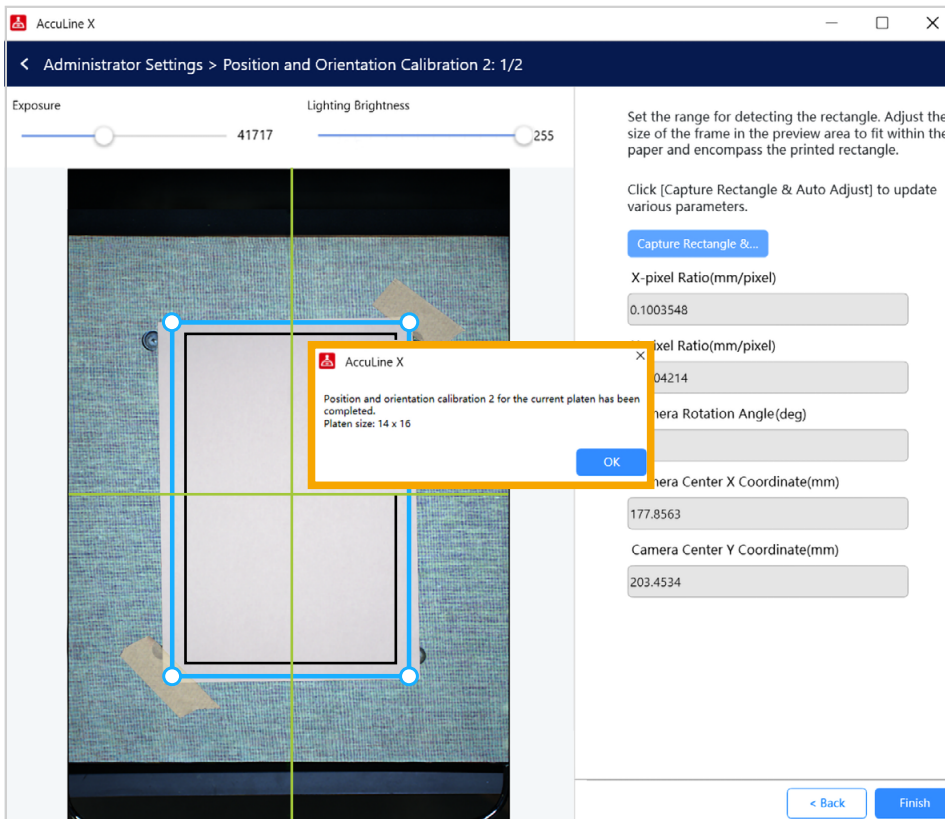 AccuLine X
< Administrator Settings > Position and Orientation Calibration 2: 1/2
Exposure
41717
Lighting Brightness
255
Set the range for detecting the rectangle. Adjust the
size of the frame in the preview area to fit within the
paper and encompass the printed rectangle.
Click [Capture Rectangle & Auto Adjust] to update
various parameters.
Capture Rectangle &...
X-pixel Ratio(mm/pixel)
0.1003548
ixel Ratio(mm/pixel)
04214
era Rotation Angle(deg)
era Center X Coordinate(mm)
177.8563
Camera Center Y Coordinate(mm)
203.4534
AccuLine X
Position and orientation calibration 2 for the current platen has been
completed.
Platen size: 14 x 16
OK
< Back
Finish